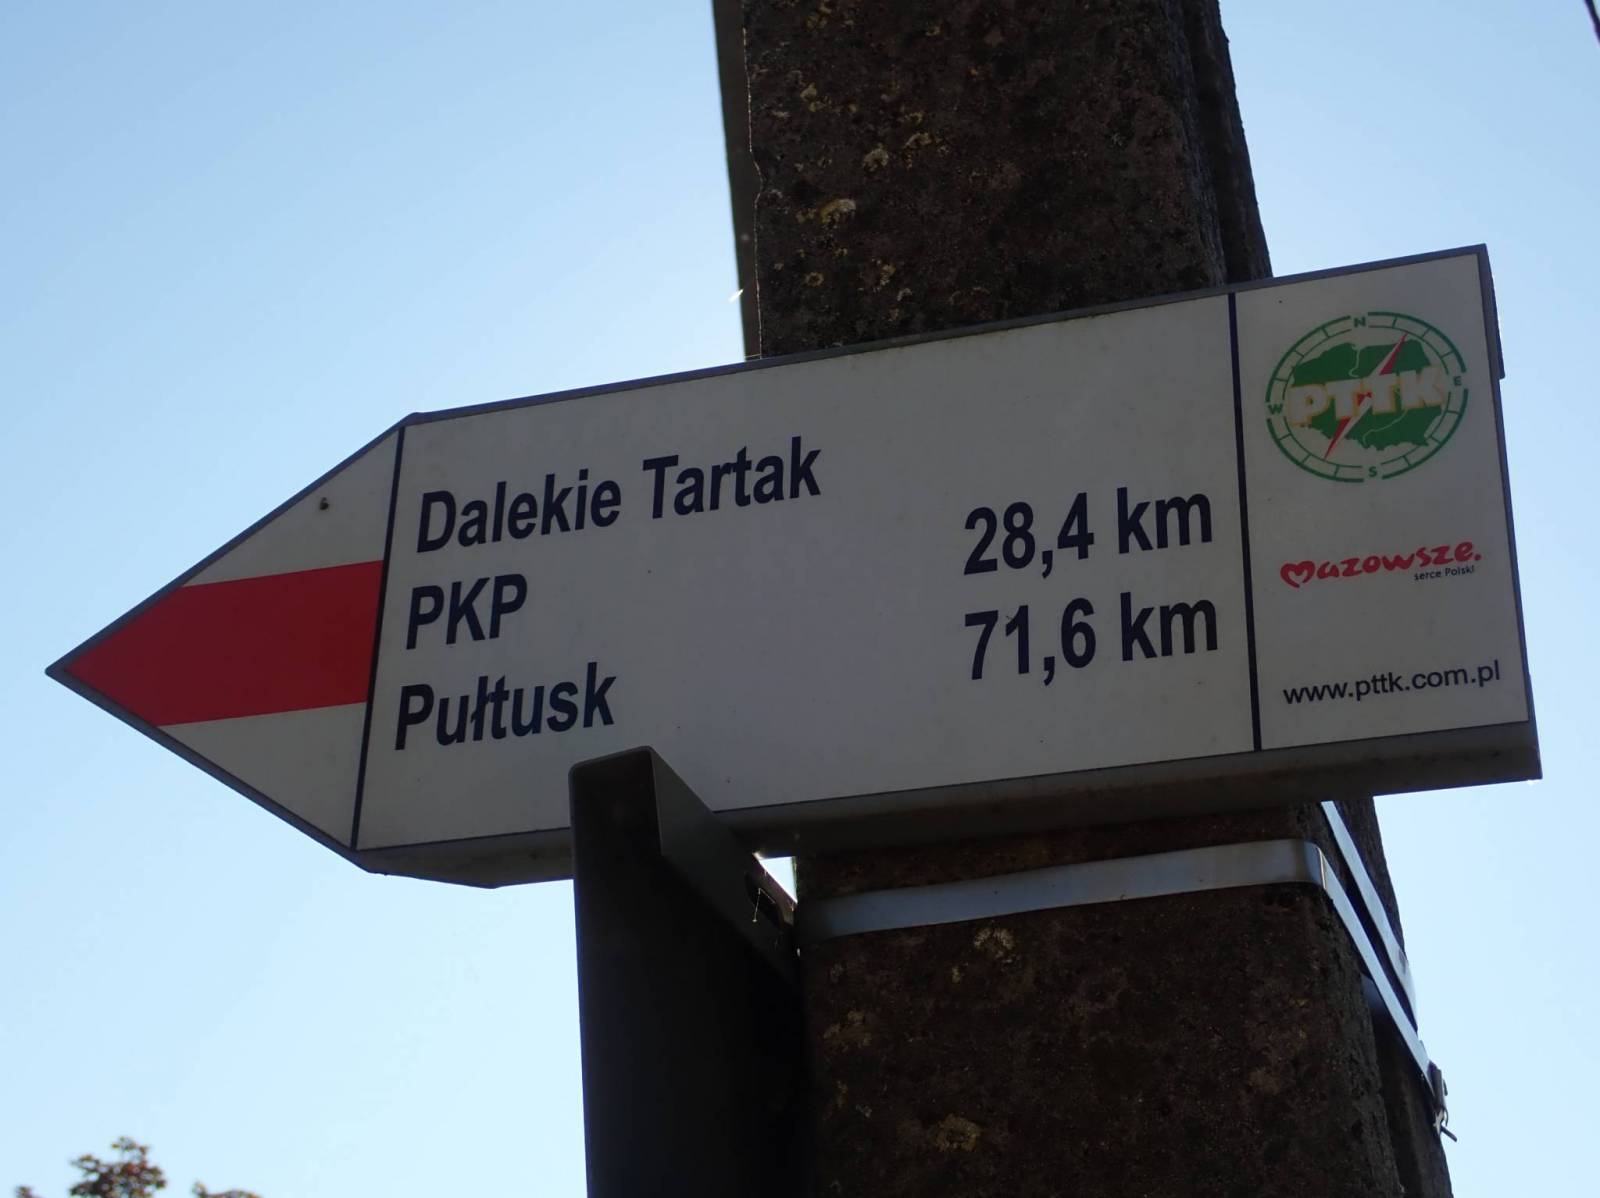 Dalekie Tartak
PKP 28,4 km
Pułtusk 71,6 km
N
W E
PTTK
S
Mazowsze.
serce Polski
www.pttk.com.pl